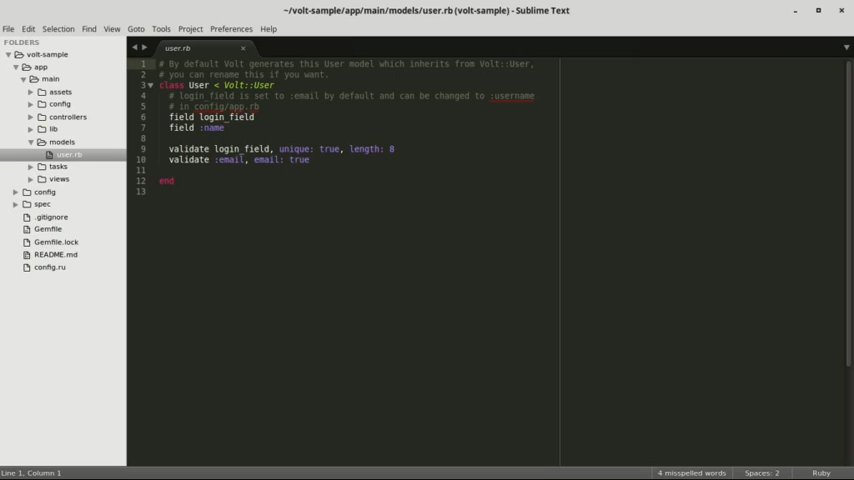 ~/volt-sample/app/main/models/user.rb (volt-sample) - Sublime Text
File Edit Selection Find View Goto Tools Project Preferences Help
FOLDERS
volt-sample
app
main
assets
config
controllers
lib
models
user.rb
tasks
views
config
spec
.gitignore
Gemfile
Gemfile.lock
README.md
config.ru
user.rb ×
1 # By default Volt generates this User model which inherits from Volt::User,
2 # you can rename this if you want.
3 class User < Volt::User
4 # login_field is set to :email by default and can be changed to :username
5 # in config/app.rb
6 field login_field
7 field :name
8
9 validate login_field, unique: true, length: 8
10 validate :email, email: true
11
12 end
13
Line 1, Column 1 4 misspelled words Spaces: 2 Ruby